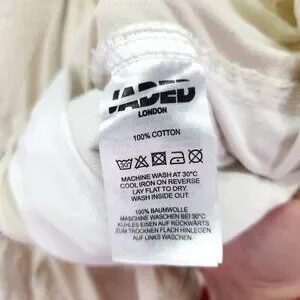 JADED
LONDON
100% COTTON
MACHINE WASH AT 30°C
COOL IRON ON REVERSE
LAY FLAT TO DRY.
WASH INSIDE OUT.
100% BAUMWOLLE
MASCHINE WASCHEN BEI 30°C
KÜHLES EISEN AUF RÜCKWÄRTS.
ZUM TROCKNEN FLACH HINLEGEN
AUF LINKS WASCHEN.